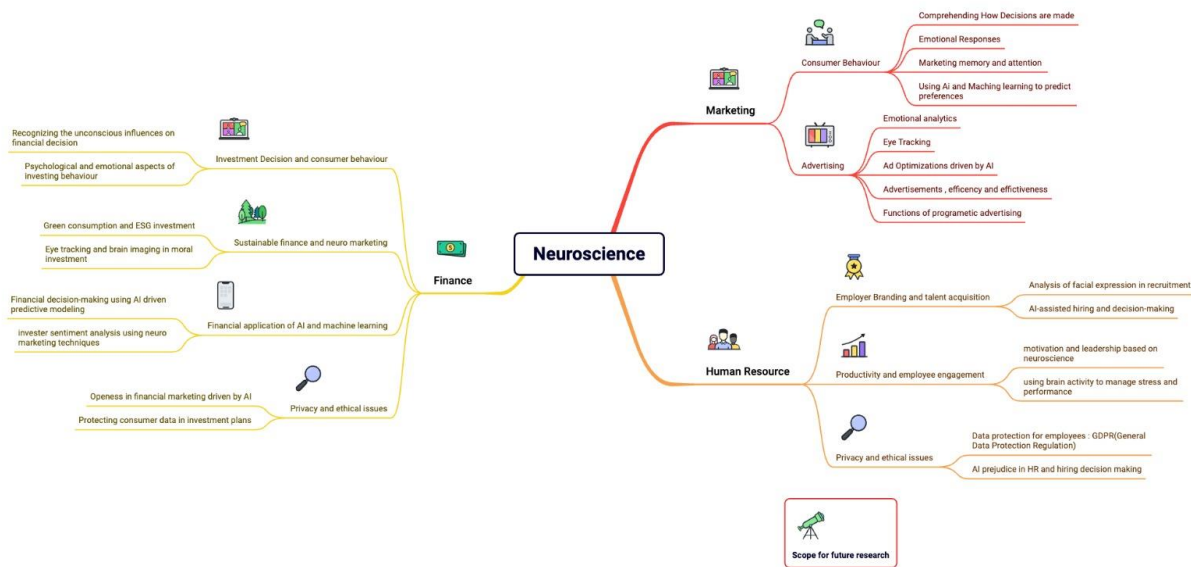 Neuroscience
Marketing
Consumer Behaviour
Comprehending How Decisions are made
Emotional Responses
Marketing memory and attention
Using Ai and Maching learning to predict
preferences
Advertising
Emotional analytics
Eye Tracking
Ad Optimizations driven by AI
Advertisements , efficency and effictiveness
Functions of programetic advertising
Human Resource
Employer Branding and talent acquisition
Analysis of facial expression in recruitment
AI-assisted hiring and decision-making
Productivity and employee engagement
motivation and leadership based on
neuroscience
using brain activity to manage stress and
performance
Privacy and ethical issues
Data protection for employees : GDPR(General
Data Protection Regulation)
AI prejudice in HR and hiring decision making
Finance
Investment Decision and consumer behaviour
Recognizing the unconscious influences on
financial decision
Psychological and emotional aspects of
investing behaviour
Sustainable finance and neuro marketing
Green consumption and ESG investment
Eye tracking and brain imaging in moral
investment
Financial application of AI and machine learning
Financial decision-making using AI driven
predictive modeling
invester sentiment analysis using neuro
marketing techniques
Privacy and ethical issues
Openess in financial marketing driven by AI
Protecting consumer data in investment plans
Scope for future research